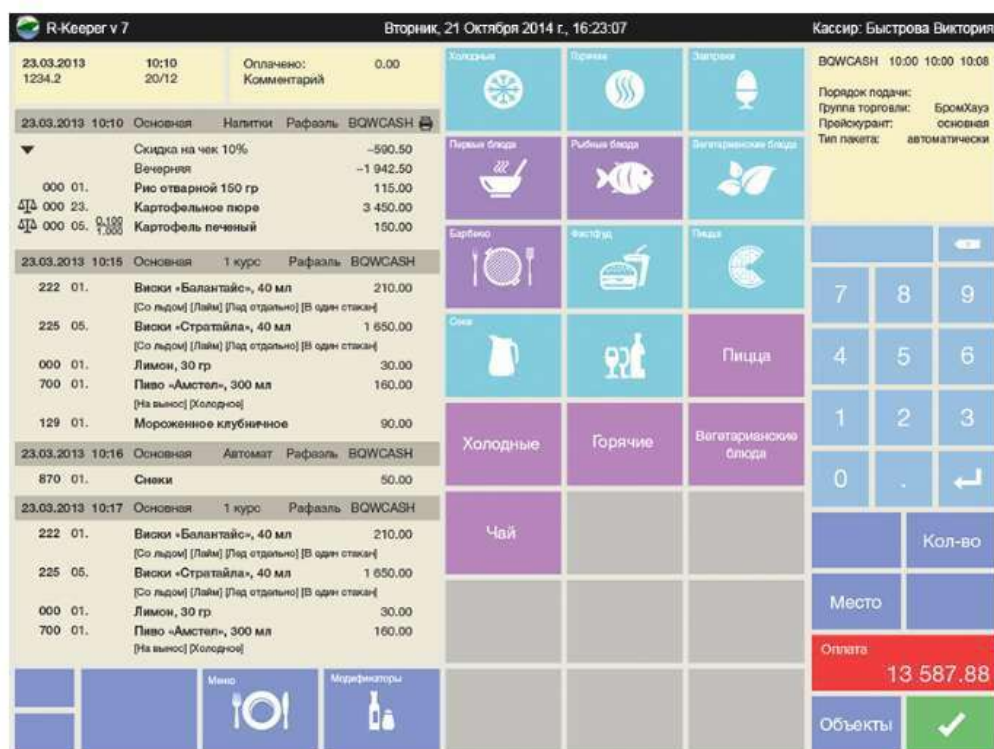 R-Keeper v 7
Вторник, 21 Октября 2014 г., 16:23:07
Кассир: Быстрова Виктория
23.03.2013 10:10 Оплачено: 0.00
1234.2 20/12 Комментарий
23.03.2013 10:10 Основная Напитки Рафаэль BQWCASH
Скидка на чек 10% –590.50
Вечерняя –1 942.50
000 01. Рис отварной 150 гр 115.00
000 23. Картофельное пюре 3 450.00
000 05. 0.100 1.000 Картофель печеный 150.00
23.03.2013 10:15 Основная 1 курс Рафаэль BQWCASH
222 01. Виски «Балантайс», 40 мл 210.00
[Со льдом] [Лайм] [Лед отдельно] [В один стакан]
225 05. Виски «Стратайла», 40 мл 1 650.00
[Со льдом] [Лайм] [Лед отдельно] [В один стакан]
000 01. Лимон, 30 гр 30.00
700 01. Пиво «Амстел», 300 мл 160.00
[На вынос] [Холодное]
129 01. Мороженное клубничное 90.00
23.03.2013 10:16 Основная Автомат Рафаэль BQWCASH
870 01. Снеки 50.00
23.03.2013 10:17 Основная 1 курс Рафаэль BQWCASH
222 01. Виски «Балантайс», 40 мл 210.00
[Со льдом] [Лайм] [Лед отдельно] [В один стакан]
225 05. Виски «Стратайла», 40 мл 1 650.00
[Со льдом] [Лайм] [Лед отдельно] [В один стакан]
000 01. Лимон, 30 гр 30.00
700 01. Пиво «Амстел», 300 мл 160.00
[На вынос] [Холодное]
Меню
Модификаторы
Холодные
Горячие
Завтраки
Первые блюда
Рыбные блюда
Вегетарианские блюда
Барбекю
Фастфуд
Пицца
Соки
Пицца
Холодные
Горячие
Вегетарианские
блюда
Чай
BQWCASH 10:00 10:00 10:08
Порядок подачи:
Группа торговли: БромХауз
Прейскурант: основная
Тип пакета: автоматически
7 8 9
4 5 6
1 2 3
0 .
Кол-во
Место
Оплата
13 587.88
Объекты